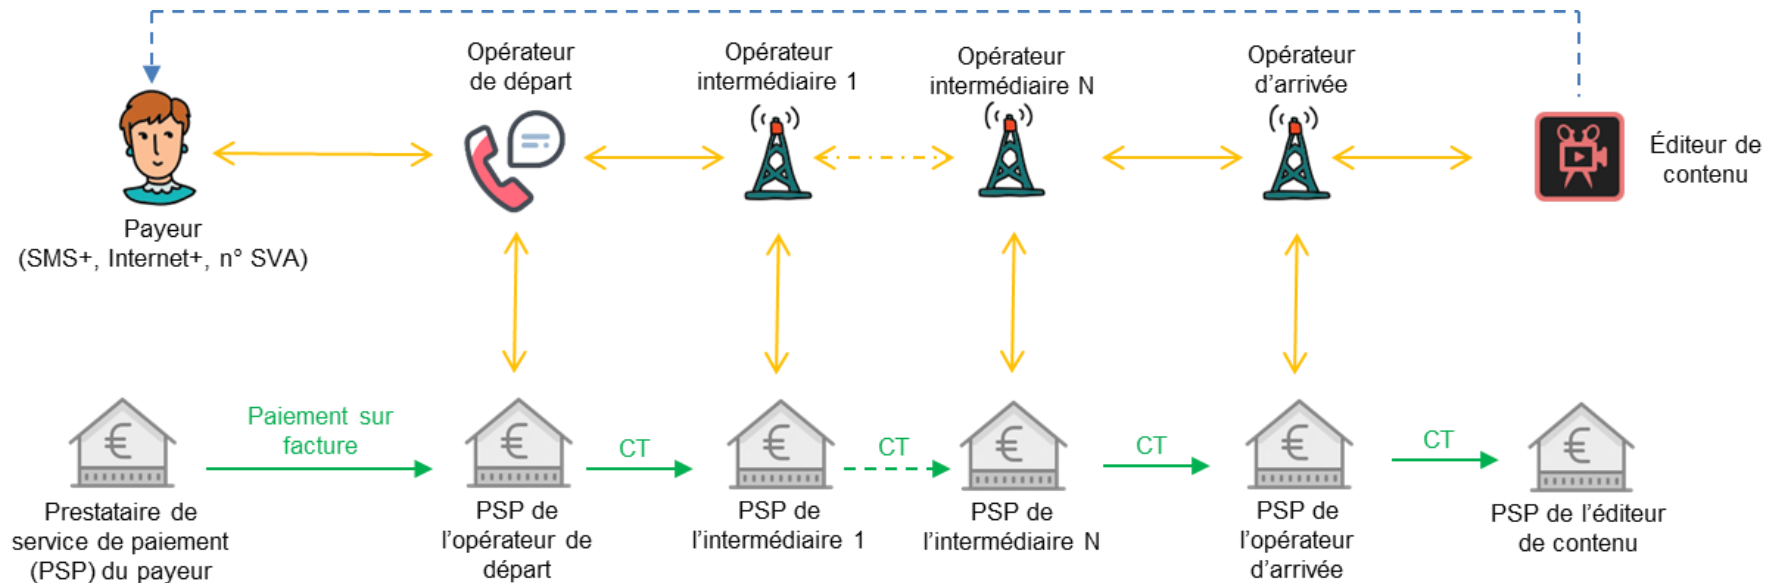 Opérateur
de départ
Opérateur
intermédiaire 1
Opérateur
intermédiaire N
Opérateur
d'arrivée
Éditeur de
contenu
Payeur
(SMS+, Internet+, n° SVA)
Paiement sur
facture
CT
CT
CT
CT
Prestataire de
service de paiement
(PSP) du payeur
PSP de
l'opérateur de
départ
PSP de
l'intermédiaire 1
PSP de
l'intermédiaire N
PSP de
l'opérateur
d'arrivée
PSP de l'éditeur
de contenu